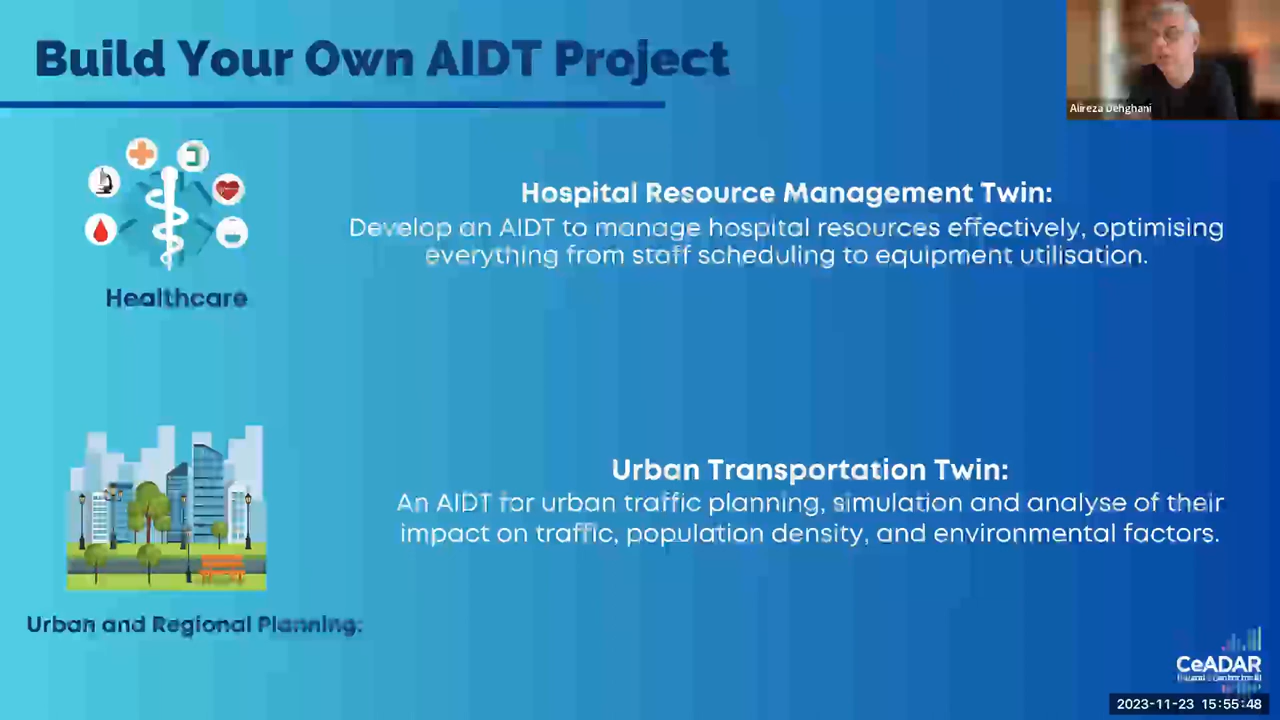 Build Your Own AIDT Project
Alireza Dehghani
Hospital Resource Management Twin:
Develop an AIDT to manage hospital resources effectively, optimising
everything from staff scheduling to equipment utilisation.
Healthcare
Urban Transportation Twin:
An AIDT for urban traffic planning, simulation and analyse of their
impact on traffic, population density, and environmental factors.
Urban and Regional Planning:
CeADAR
2023-11-23 15:55:48